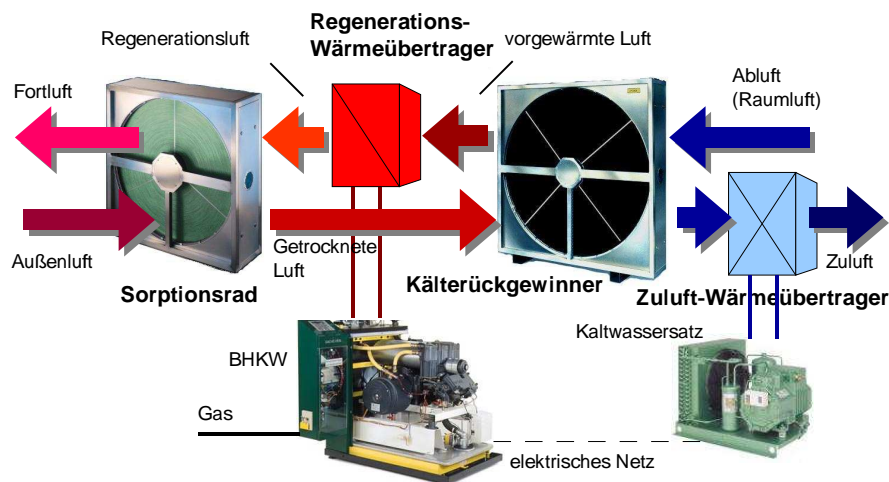 Regenerations-
Wärmeübertrager
Regenerationsluft
vorgewärmte Luft
Fortluft
Abluft
(Raumluft)
Außenluft
Getrocknete
Luft
Zuluft
Sorptionsrad
Kälterückgewinner
Zuluft-Wärmeübertrager
Kaltwassersatz
BHKW
Gas
elektrisches Netz